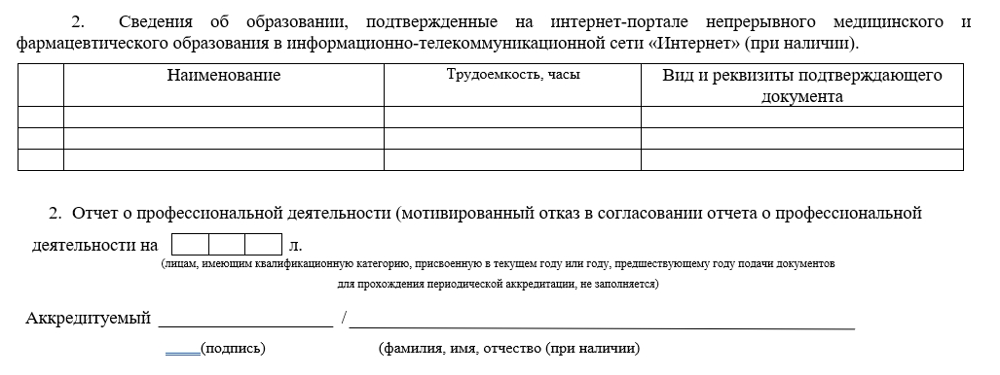 2. Сведения об образовании, подтвержденные на интернет-портале непрерывного медицинского и
фармацевтического образования в информационно-телекоммуникационной сети «Интернет» (при наличии).
Наименование Трудоемкость, часы Вид и реквизиты подтверждающего
документа
2. Отчет о профессиональной деятельности (мотивированный отказ в согласовании отчета о профессиональной
деятельности на л.
(лицам, имеющим квалификационную категорию, присвоенную в текущем году или году, предшествующему году подачи документов
для прохождения периодической аккредитации, не заполняется)
Аккредитуемый ____________________ /____________________
____(подпись) (фамилия, имя, отчество (при наличии)